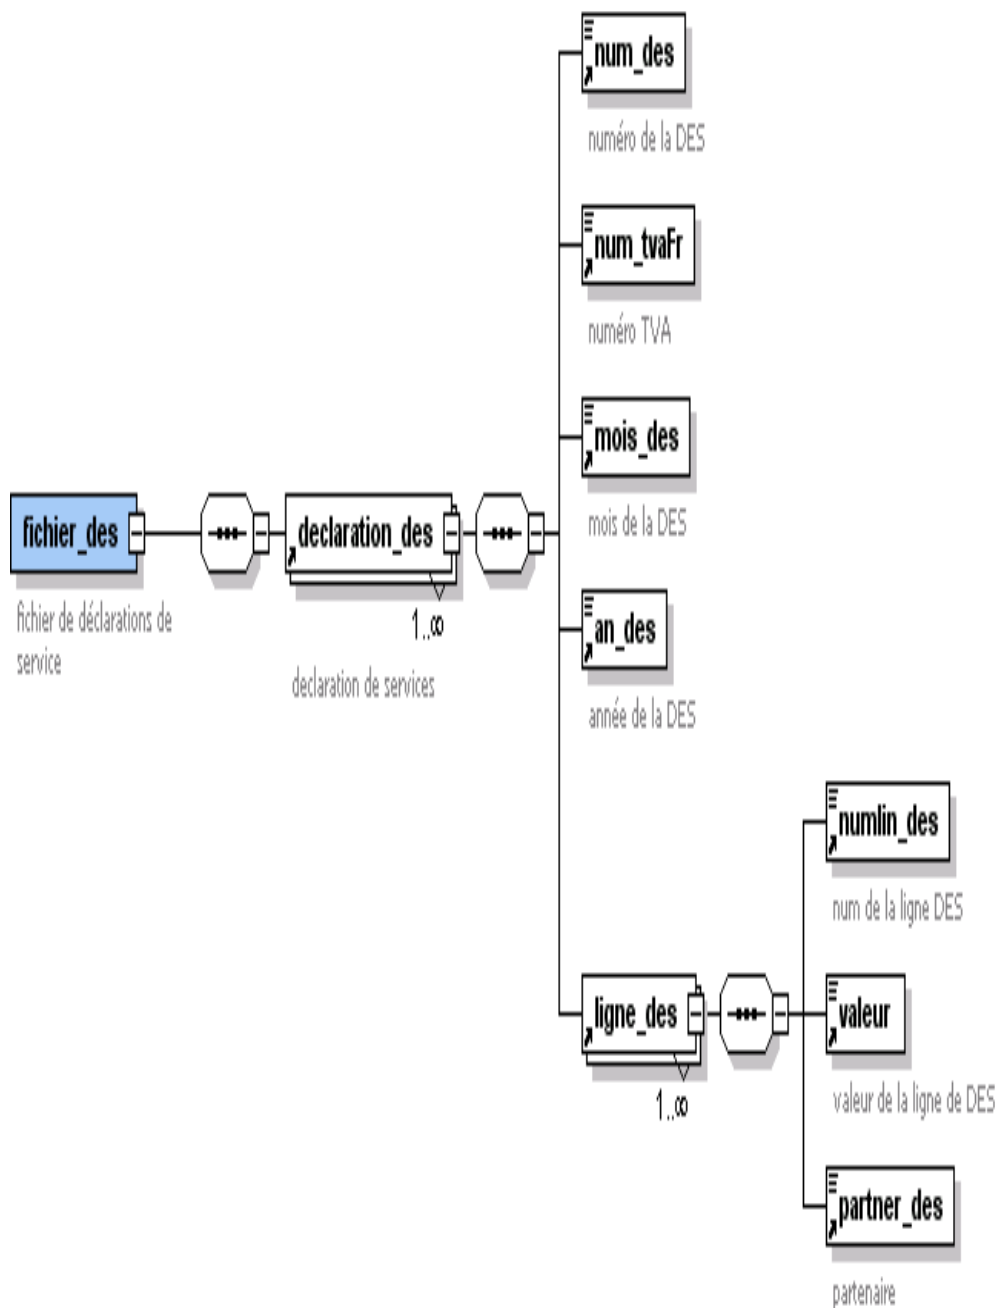 fichier_des
fichier de déclarations de
service
declaration_des
1..∞
declaration de services
num_des
numéro de la DES
num_tvaFr
numéro TVA
mois_des
mois de la DES
an_des
année de la DES
ligne_des
1..∞
numlin_des
num de la ligne DES
valeur
valeur de la ligne de DES
partner_des
partenaire